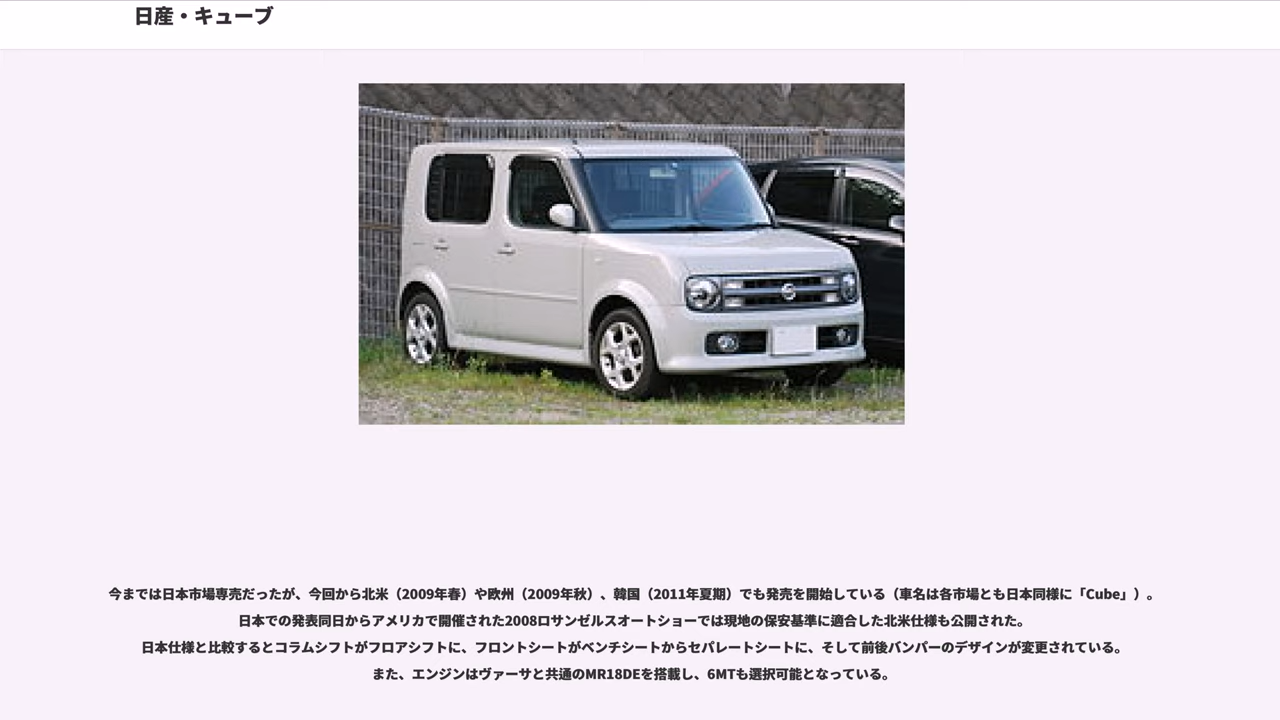 日産・キューブ
今までは日本市場専売だったが、今回から北米（2009年春）や欧州（2009年秋）、韓国（2011年夏期）でも発売を開始している（車名は各市場とも日本同様に「Cube」）。
日本での発表同日からアメリカで開催された2008ロサンゼルスオートショーでは現地の保安基準に適合した北米仕様も公開された。
日本仕様と比較するとコラムシフトがフロアシフトに、フロントシートがベンチシートからセパレートシートに、そして前後バンパーのデザインが変更されている。
また、エンジンはヴァーサと共通のMR18DEを搭載し、6MTも選択可能となっている。